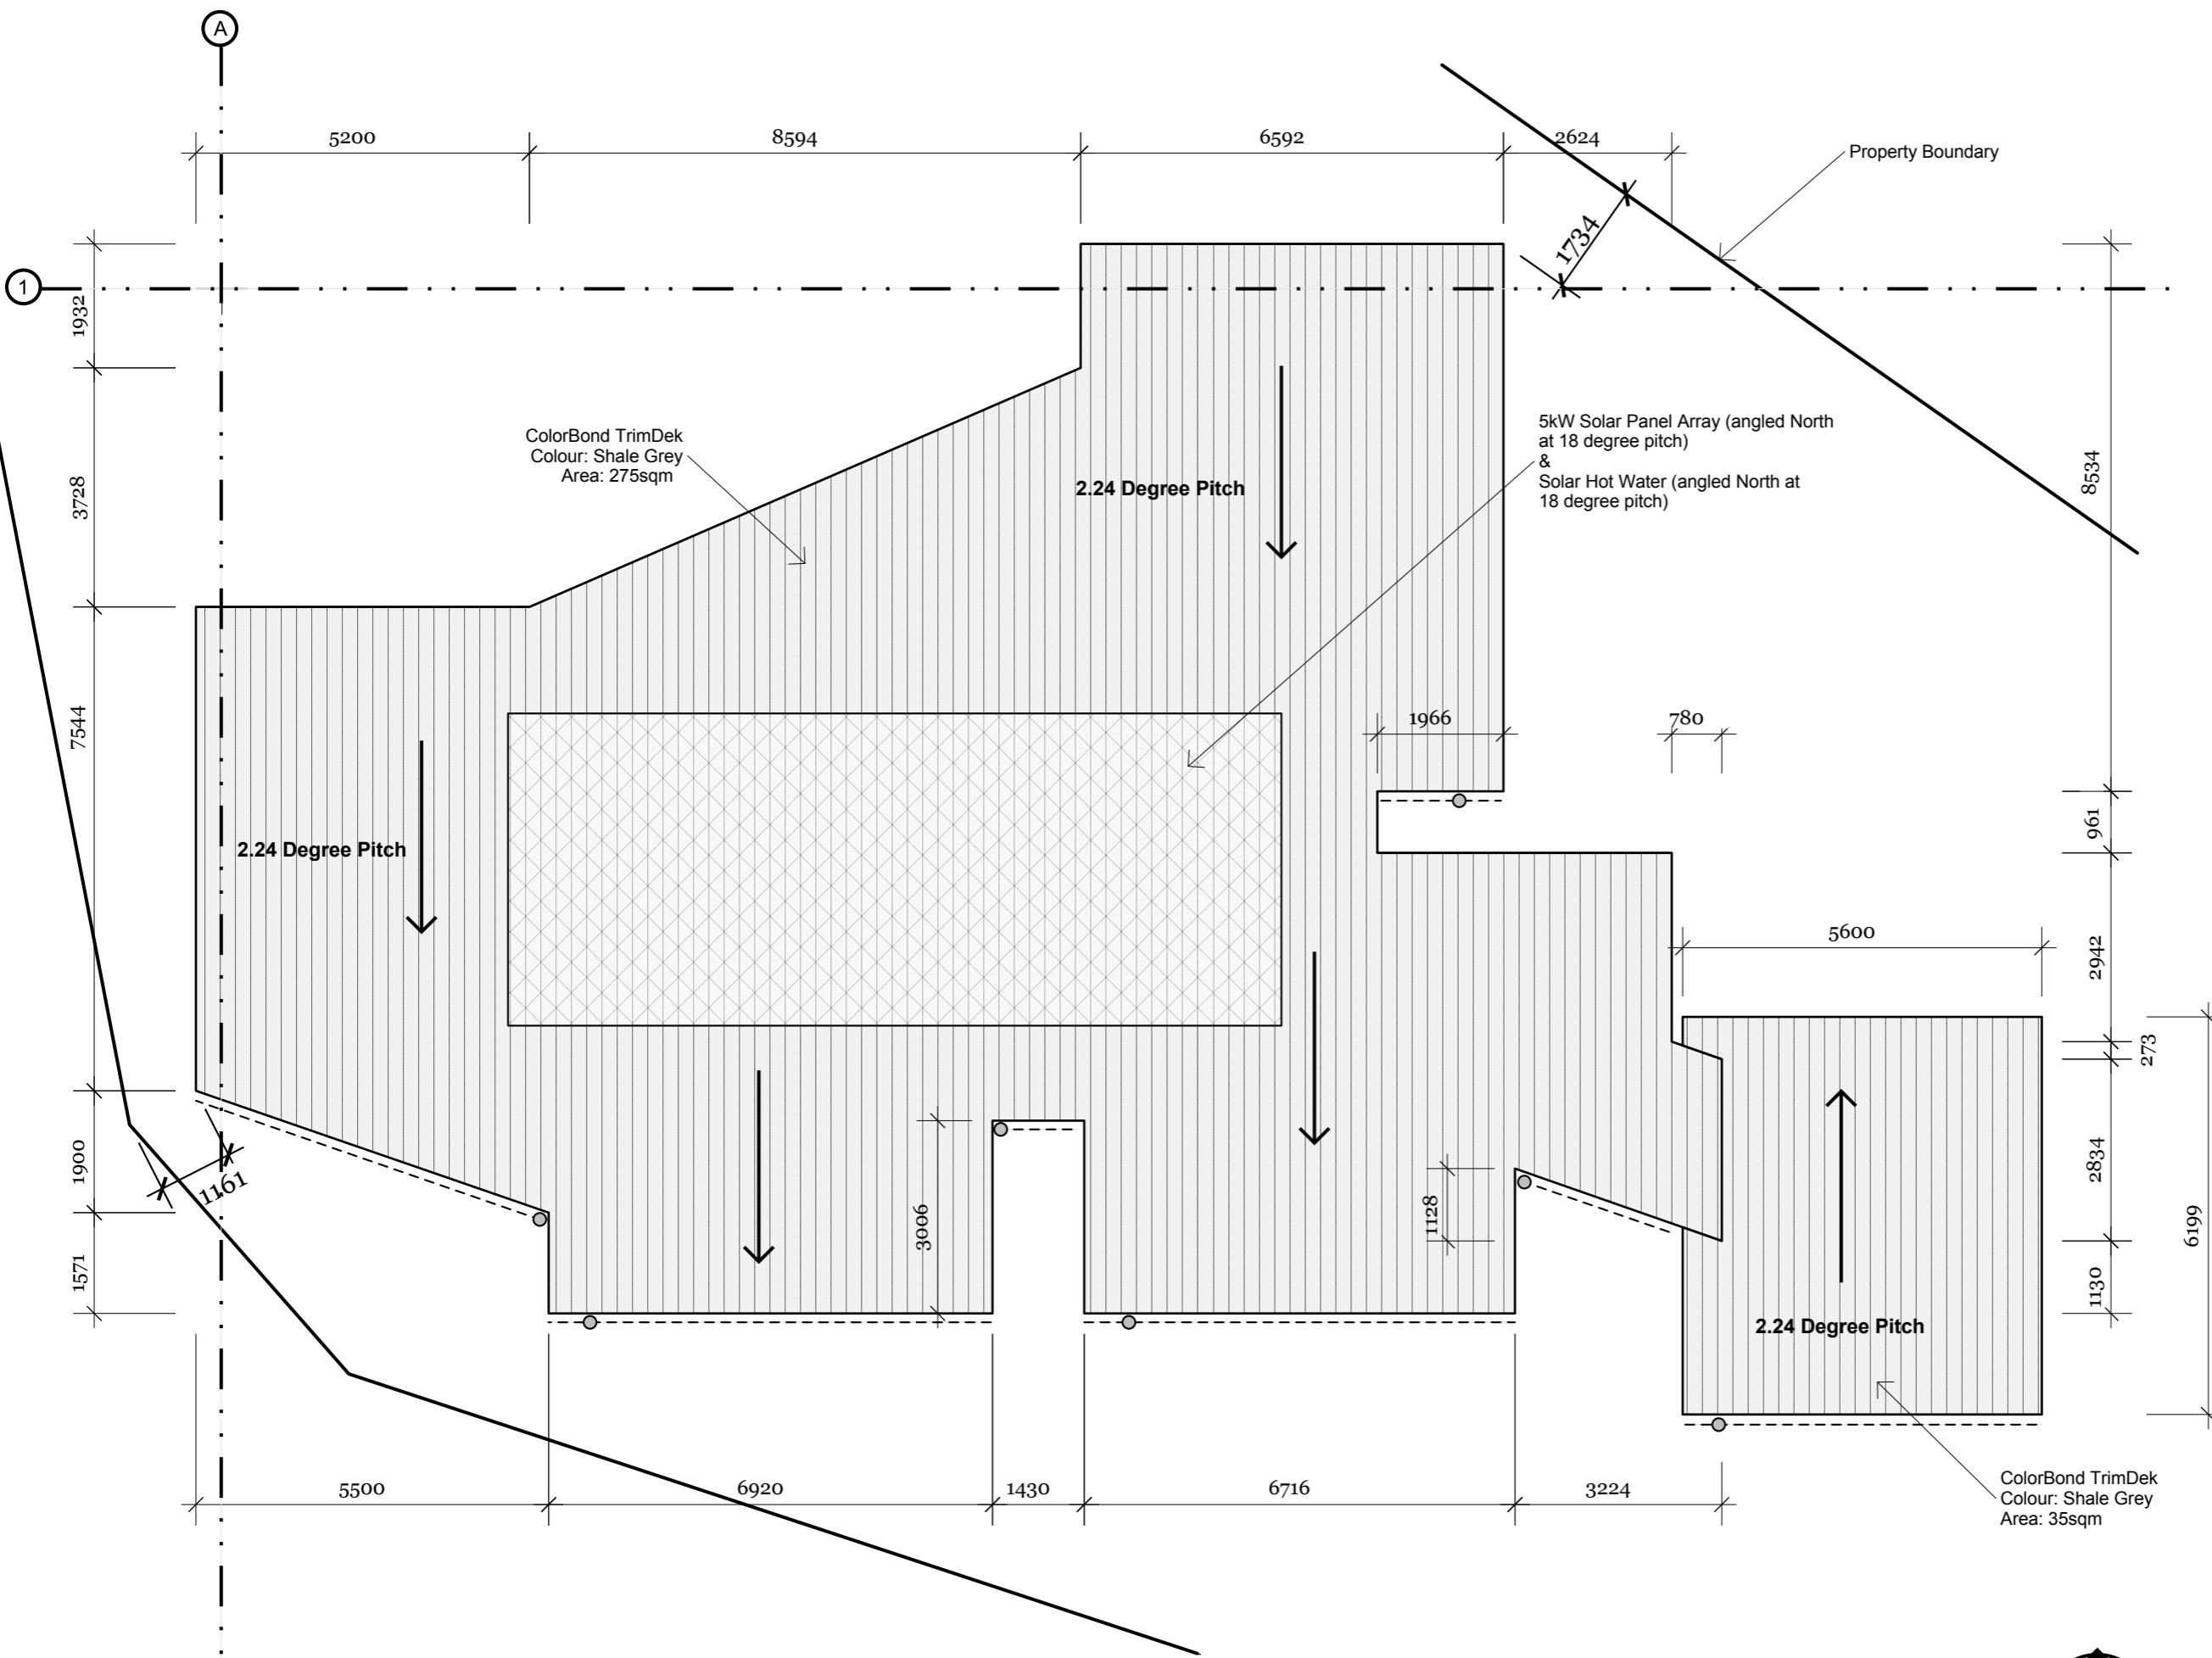 A
5200
8594
6592
2624
Property Boundary
1734
1
1932
ColorBond TrimDek
Colour: Shale Grey
Area: 275sqm
5kW Solar Panel Array (angled North
at 18 degree pitch)
&
Solar Hot Water (angled North at
18 degree pitch)
3728
2.24 Degree Pitch
8534
7544
1966
780
961
2.24 Degree Pitch
5600
2942
273
1900
1161
3006
1128
2834
6199
1571
1130
2.24 Degree Pitch
5500
6920
1430
6716
3224
ColorBond TrimDek
Colour: Shale Grey
Area: 35sqm